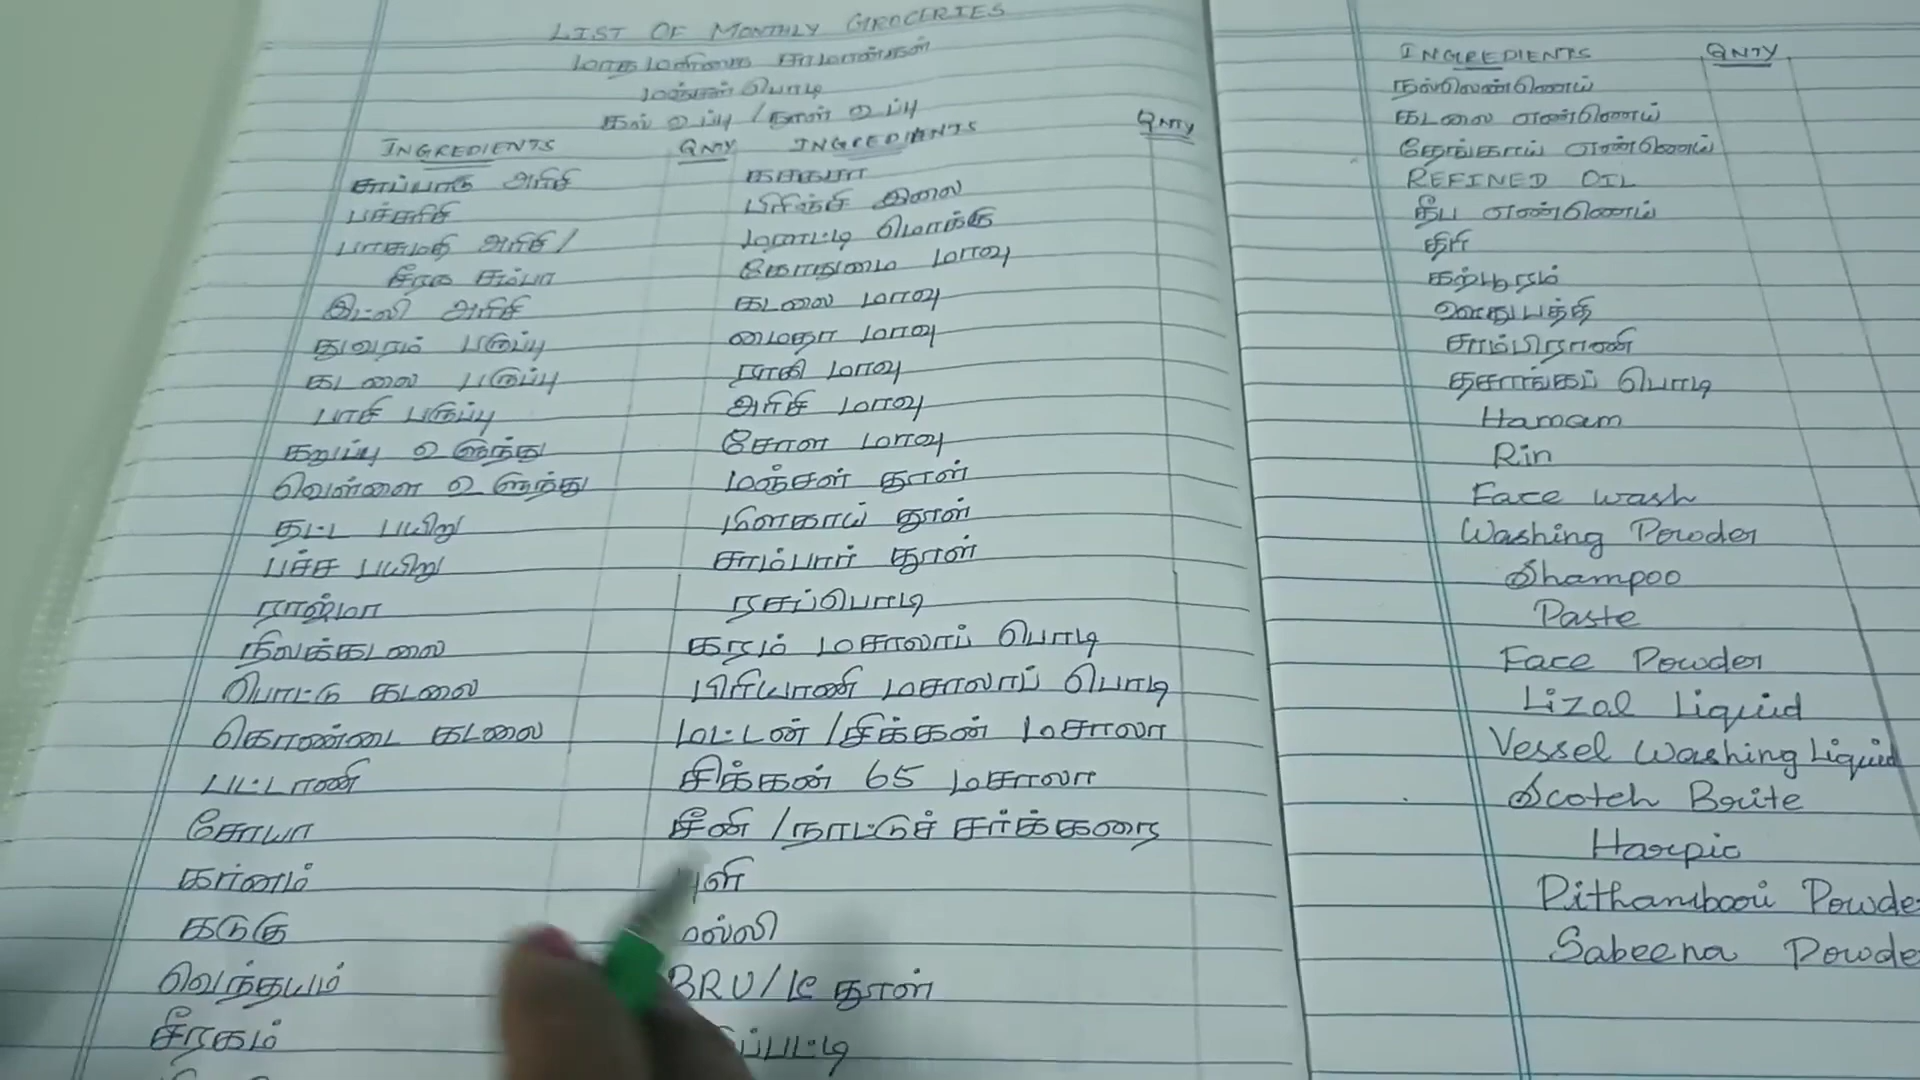 LIST OF MONTHLY GROCERIES
மாத மளிகை சாமான்கள்
மஞ்சள் பொடி
கல் உப்பு / தூள் உப்பு
INGREDIENTS QNTY
சாப்பாடு அரிசி
பச்சரிசி
பாசுமதி அரிசி /
சீரக சம்பா
இட்லி அரிசி
துவரம் பருப்பு
கடலை பருப்பு
பாசி பருப்பு
கறுப்பு உளுந்து
வெள்ளை உளுந்து
தட்ட பயிறு
பச்ச பயிறு
ராஜ்மா
நிலக்கடலை
பொட்டு கடலை
கொண்டை கடலை
பட்டாணி
சோயா
கார்னம்
கடுகு
வெந்தயம்
சீரகம்
INGREDIENTS QNTY
கசகசா
பிரிஞ்சி இலை
மராட்டி மொக்கு
கோதுமை மாவு
கடலை மாவு
மைதா மாவு
ராகி மாவு
அரிசி மாவு
சோள மாவு
மஞ்சள் தூள்
மிளகாய் தூள்
சாம்பார் தூள்
ரசப்பொடி
கரம் மசாலாப் பொடி
பிரியாணி மசாலாப் பொடி
மட்டன் / சிக்கன் மசாலா
சிக்கன் 65 மசாலா
சீனி / நாட்டுச் சர்க்கரை
புளி
மல்லி
BRU / டீ தூள்
INGREDIENTS QNTY
நல்லெண்ணெய்
கடலை எண்ணெய்
தேங்காய் எண்ணெய்
REFINED OIL
தீப எண்ணெய்
திரி
கற்பூரம்
ஊதுபத்தி
சாம்பிராணி
தசாங்கப் பொடி
Hamam
Rin
Face wash
Washing Powder
Shampoo
Paste
Face Powder
Lizol Liquid
Vessel Washing Liquid
Scotch Brite
Harpic
Pithambari Powde
Sabeena Powde